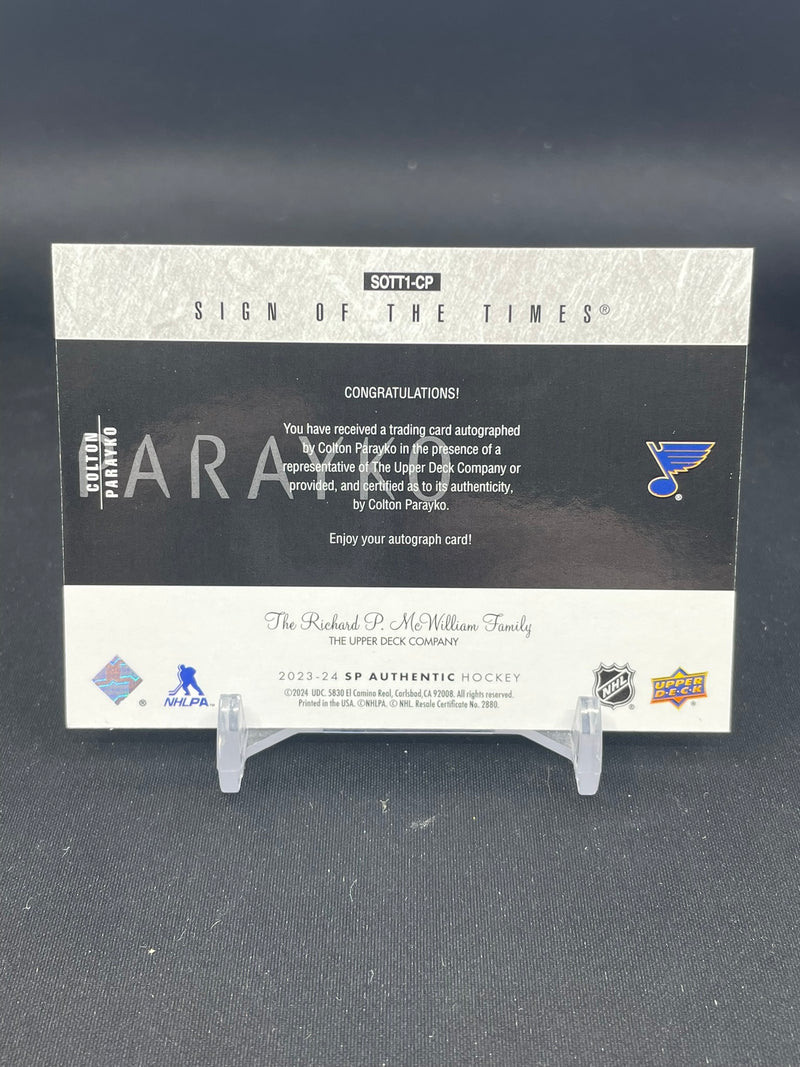 SOTT1-CP
SIGN OF THE TIMES®
CONGRATULATIONS!
COLTON
PARAYKO
PARAYKO
You have received a trading card autographed
by Colton Parayko in the presence of a
representative of The Upper Deck Company or
provided, and certified as to its authenticity,
by Colton Parayko.
Enjoy your autograph card!
®
The Richard P. McWilliam Family
THE UPPER DECK COMPANY
2023-24 SP AUTHENTIC HOCKEY
©2024 UDC. 5830 El Camino Real, Carlsbad, CA 92008. All rights reserved.
Printed in the USA. ©NHLPA. © NHL. Resale Certificate No. 2880.
®
NHLPA™
NHL®
UPPER
DECK